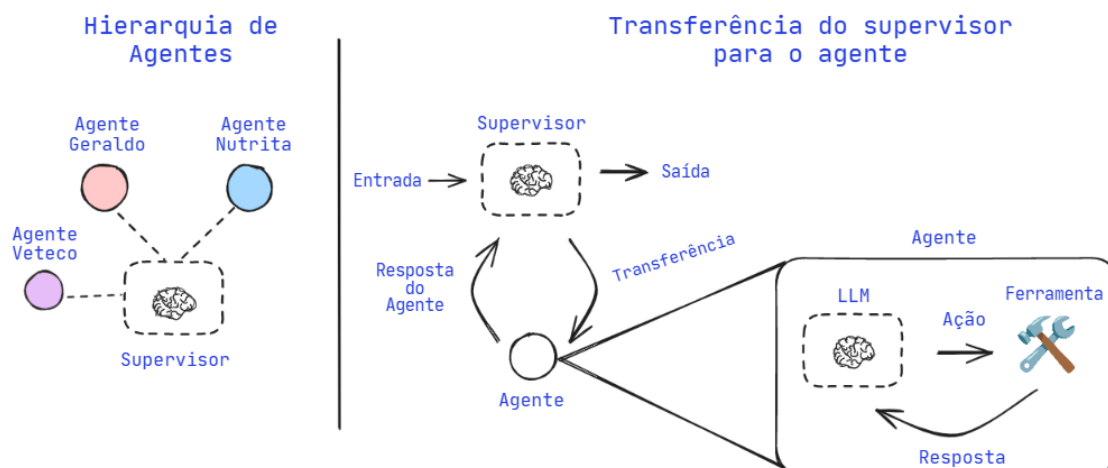 Hierarquia de
Agentes
Agente
Geraldo
Agente
Nutrita
Agente
Veteco
Supervisor
Transferência do supervisor
para o agente
Supervisor
Entrada
Saída
Resposta
do
Agente
Transferência
Agente
Agente
LLM
Ação
Ferramenta
Resposta